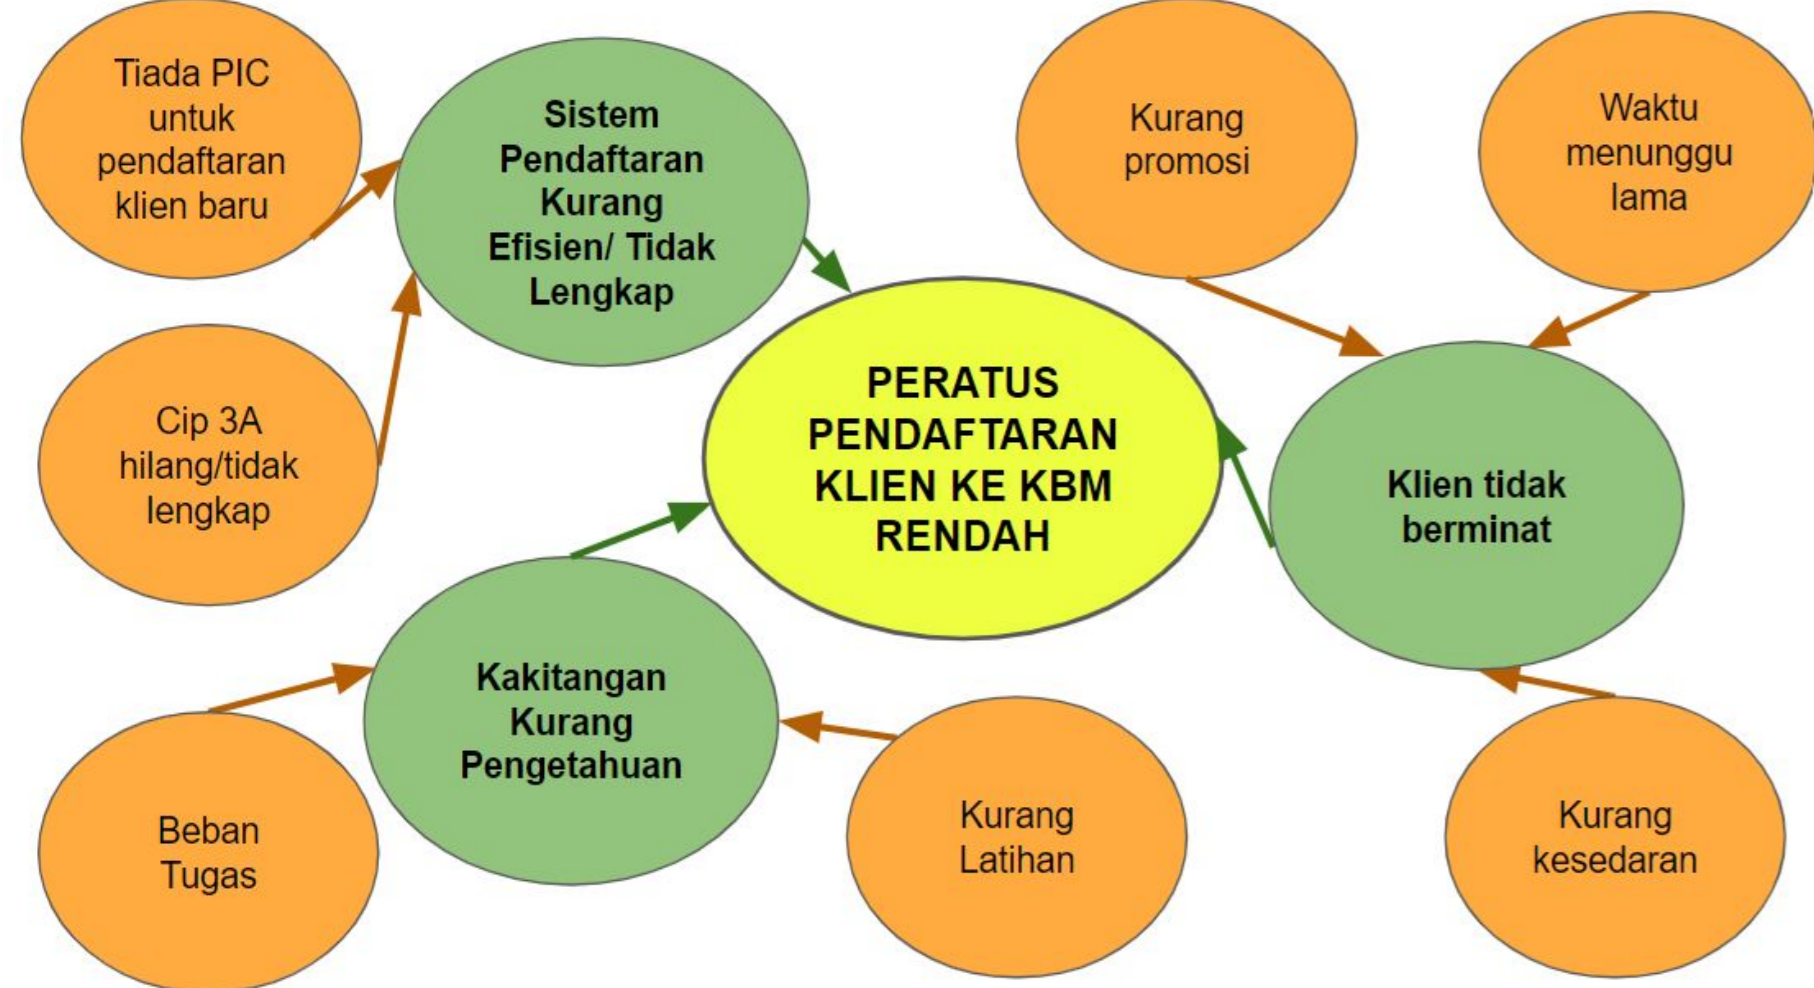 Tiada PIC
untuk
pendaftaran
klien baru
Sistem
Pendaftaran
Kurang
Efisien/ Tidak
Lengkap
Kurang
promosi
Waktu
menunggu
lama
Cip 3A
hilang/tidak
lengkap
PERATUS
PENDAFTARAN
KLIEN KE KBM
RENDAH
Klien tidak
berminat
Kakitangan
Kurang
Pengetahuan
Beban
Tugas
Kurang
Latihan
Kurang
kesedaran